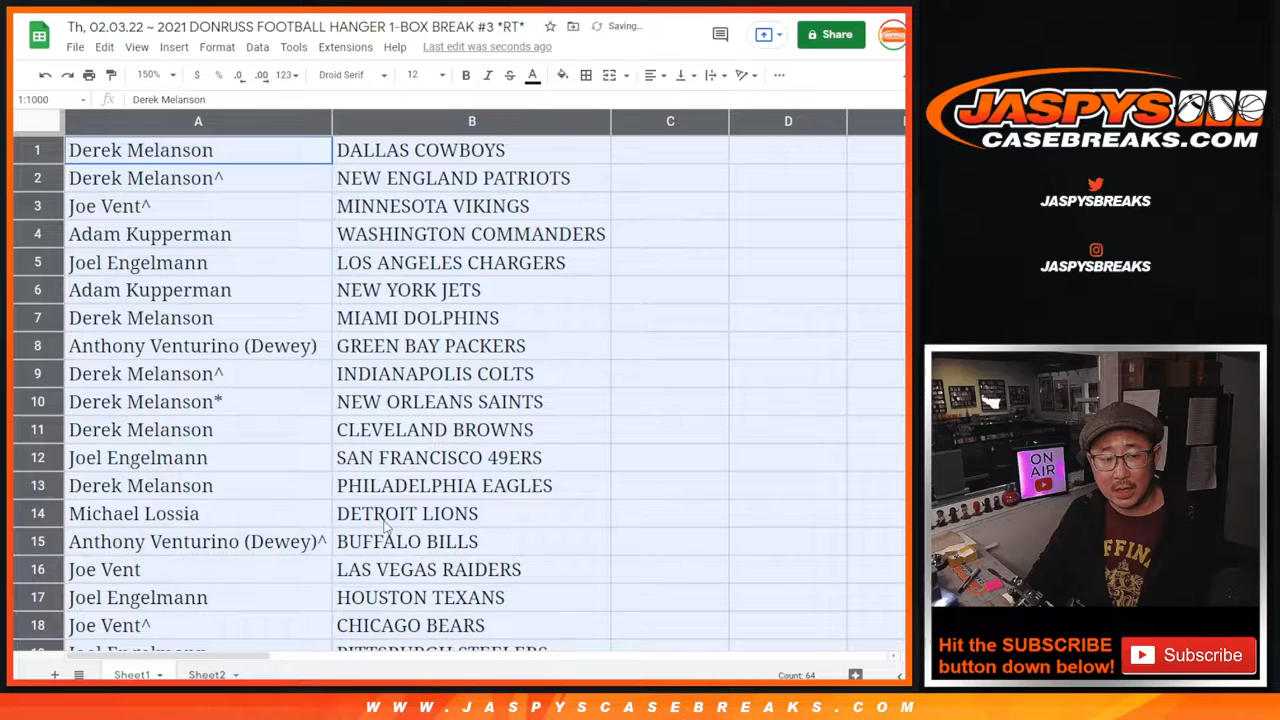 Th, 02.03.22 ~ 2021 DONRUSS FOOTBALL HANGER 1-BOX BREAK #3 *RT*
Saving...
File Edit View Insert Format Data Tools Extensions Help Last edit was seconds ago
Share
150% $ % .0 .00 123 Droid Serif 12 B I S A
1:1000 fx Derek Melanson
A B C D
1 Derek Melanson DALLAS COWBOYS
2 Derek Melanson^ NEW ENGLAND PATRIOTS
3 Joe Vent^ MINNESOTA VIKINGS
4 Adam Kupperman WASHINGTON COMMANDERS
5 Joel Engelmann LOS ANGELES CHARGERS
6 Adam Kupperman NEW YORK JETS
7 Derek Melanson MIAMI DOLPHINS
8 Anthony Venturino (Dewey) GREEN BAY PACKERS
9 Derek Melanson^ INDIANAPOLIS COLTS
10 Derek Melanson* NEW ORLEANS SAINTS
11 Derek Melanson CLEVELAND BROWNS
12 Joel Engelmann SAN FRANCISCO 49ERS
13 Derek Melanson PHILADELPHIA EAGLES
14 Michael Lossia DETROIT LIONS
15 Anthony Venturino (Dewey)^ BUFFALO BILLS
16 Joe Vent LAS VEGAS RAIDERS
17 Joel Engelmann HOUSTON TEXANS
18 Joe Vent^ CHICAGO BEARS
Joel Engelmann PITTSBURGH STEELERS
Sheet1 Sheet2 Count: 64
JASPYS
CASEBREAKS.COM
JASPYSBREAKS
JASPYSBREAKS
ON
AIR
Hit the SUBSCRIBE
button down below!
Subscribe
WWW.JASPYSCASEBREAKS.COM